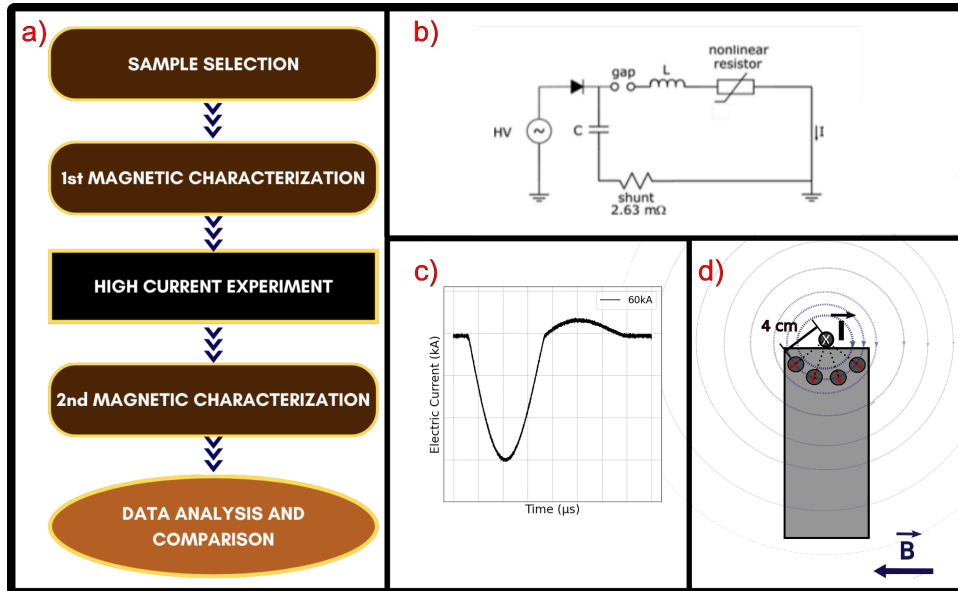 a)
SAMPLE SELECTION
1st MAGNETIC CHARACTERIZATION
HIGH CURRENT EXPERIMENT
2nd MAGNETIC CHARACTERIZATION
DATA ANALYSIS AND
COMPARISON
b)
nonlinear
resistor
gap
L
HV
~
C
I
shunt
2.63 mΩ
c)
60kA
Electric Current (kA)
Time (μs)
d)
4 cm
I
X
B